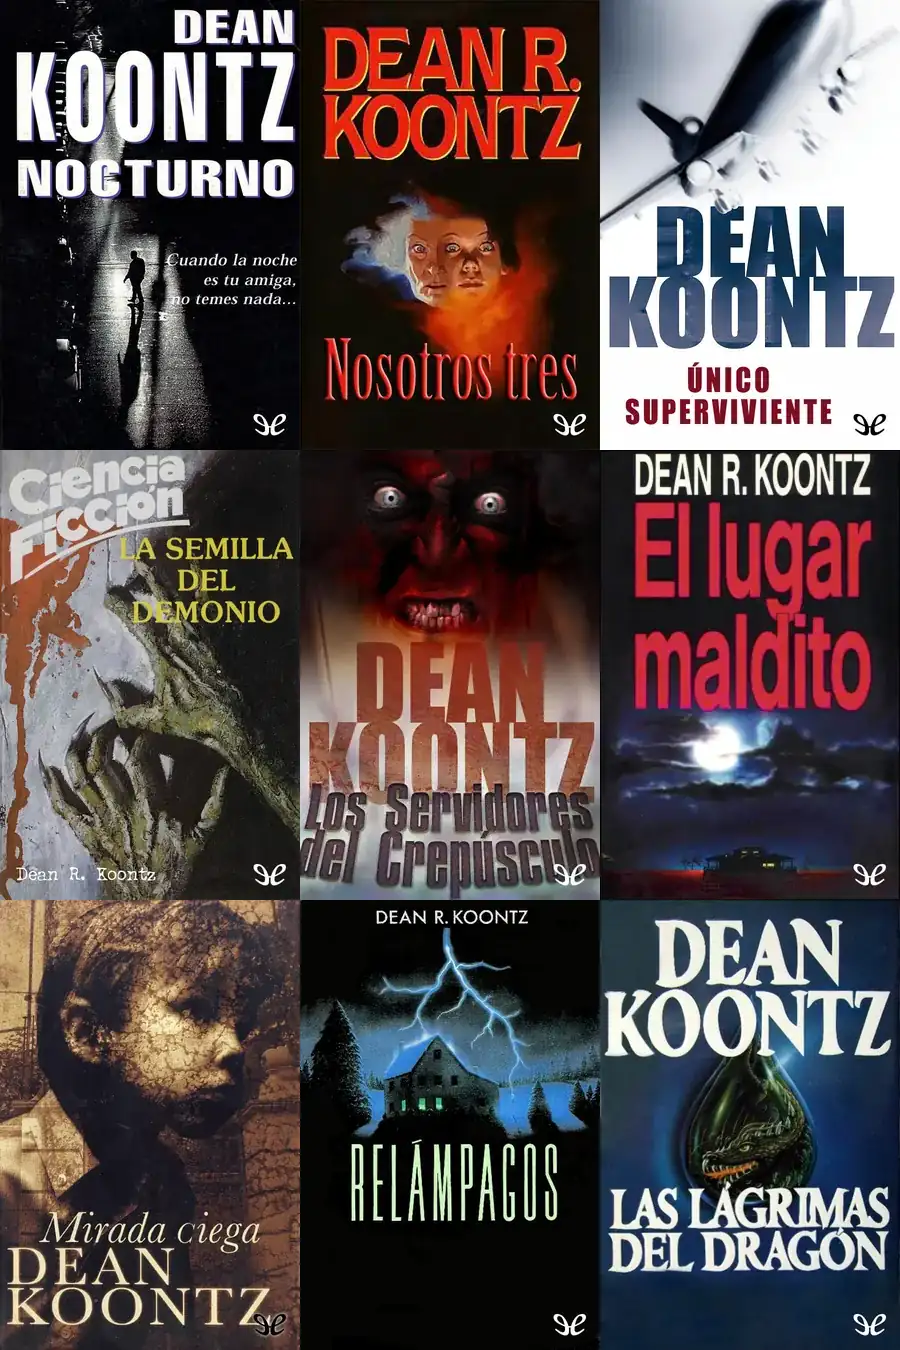 DEAN
KOONTZ
NOCTURNO
Cuando la noche
es tu amiga,
no temes nada...
DEAN R.
KOONTZ
Nosotros tres
DEAN
KOONTZ
ÚNICO
SUPERVIVIENTE
Ciencia
Ficción
LA SEMILLA
DEL
DEMONIO
Dean R. Koontz
DEAN
KOONTZ
Los Servidores
del Crepúsculo
DEAN R. KOONTZ
El lugar
maldito
Mirada ciega
DEAN
KOONTZ
DEAN R. KOONTZ
RELÁMPAGOS
DEAN
KOONTZ
LAS LÁGRIMAS
DEL DRAGÓN